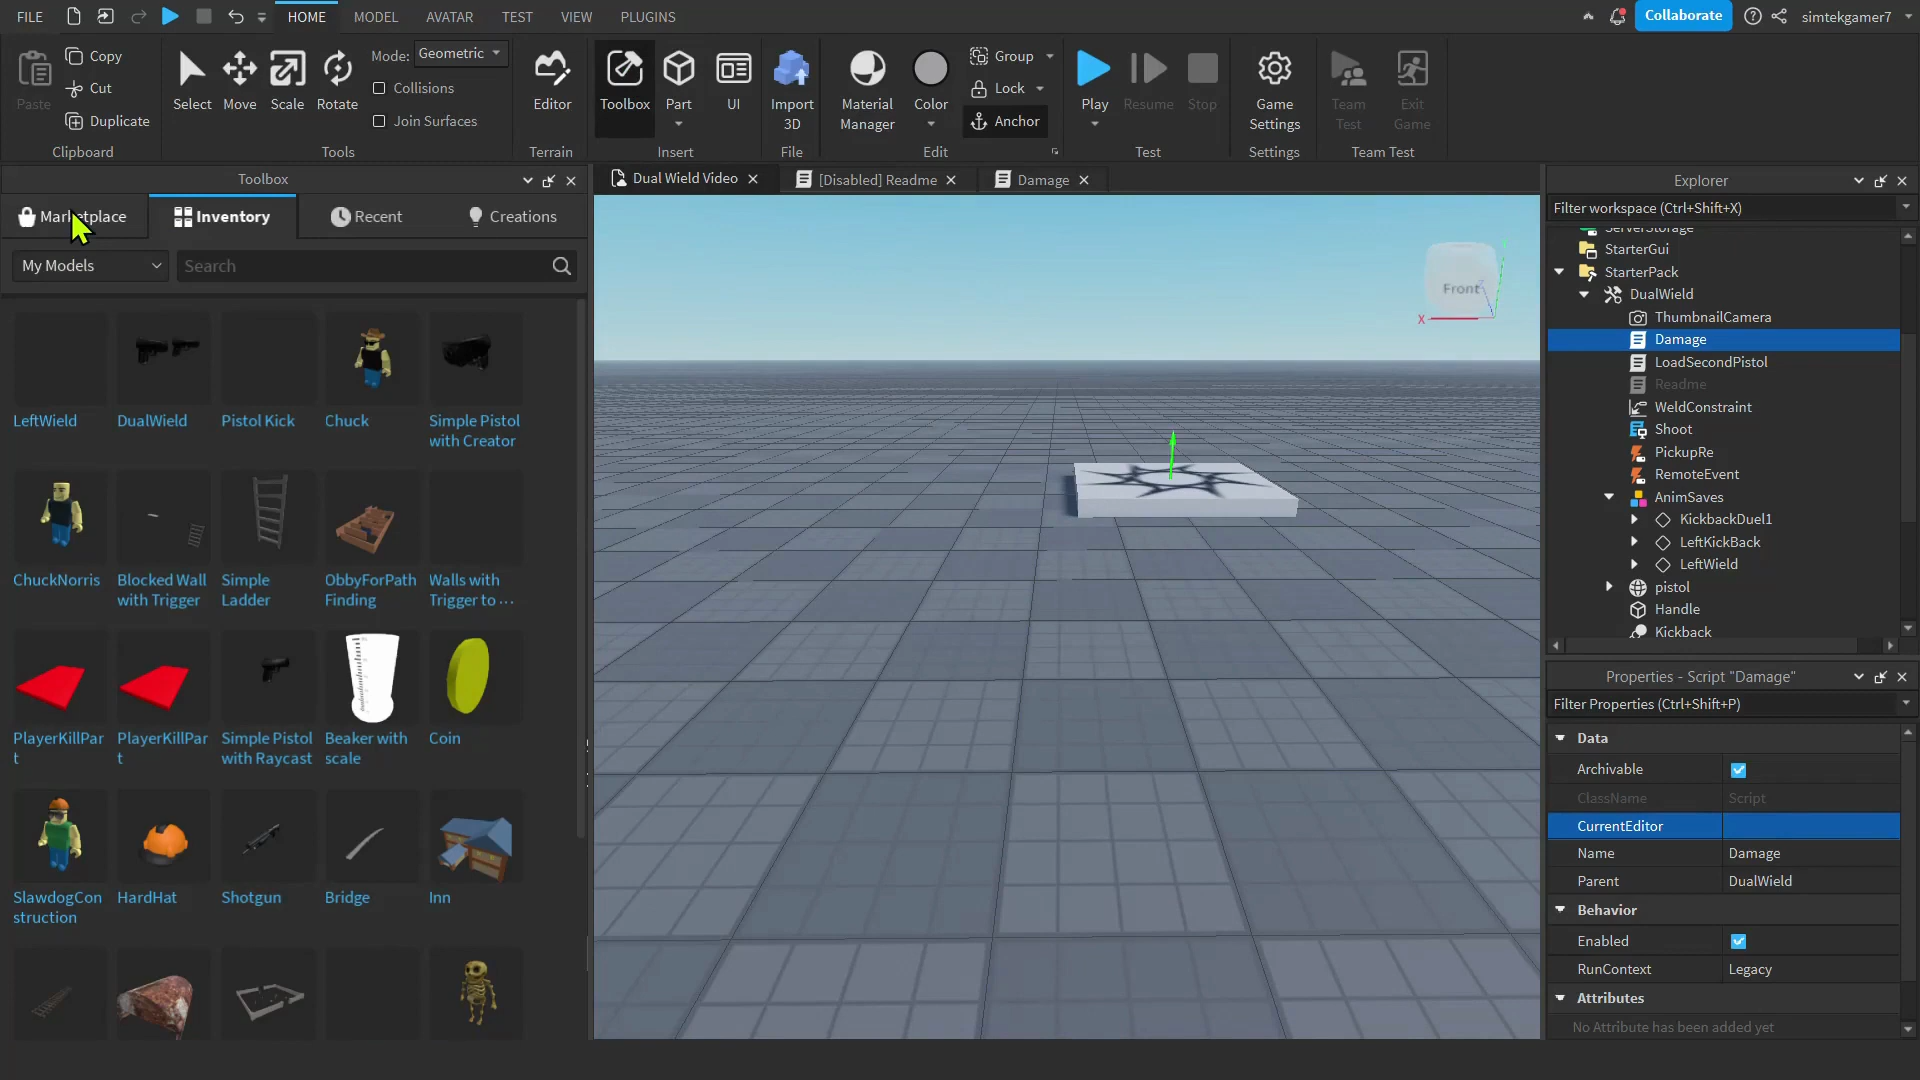 FILE
HOME
MODEL
AVATAR
TEST
VIEW
PLUGINS
Collaborate
simtekgamer7
Paste
Copy
Cut
Duplicate
Clipboard
Select
Move
Scale
Rotate
Mode:
Geometric
Collisions
Join Surfaces
Tools
Editor
Terrain
Toolbox
Part
UI
Insert
Import
3D
File
Material
Manager
Color
Group
Lock
Anchor
Edit
Play
Resume
Stop
Test
Game
Settings
Settings
Team
Test
Exit
Game
Team Test
Toolbox
Marketplace
Inventory
Recent
Creations
My Models
Search
LeftWield
DualWield
Pistol Kick
Chuck
Simple Pistol
with Creator
ChuckNorris
Blocked Wall
with Trigger
Simple
Ladder
ObbyForPath
Finding
Walls with
Trigger to ...
PlayerKillPar
t
PlayerKillPar
t
Simple Pistol
with Raycast
Beaker with
scale
Coin
SlawdogCon
struction
HardHat
Shotgun
Bridge
Inn
Dual Wield Video
[Disabled] Readme
Damage
Front
X
Explorer
Filter workspace (Ctrl+Shift+X)
ServerStorage
StarterGui
StarterPack
DualWield
ThumbnailCamera
Damage
LoadSecondPistol
Readme
WeldConstraint
Shoot
PickupRe
RemoteEvent
AnimSaves
KickbackDuel1
LeftKickBack
LeftWield
pistol
Handle
Kickback
Properties - Script "Damage"
Filter Properties (Ctrl+Shift+P)
Data
Archivable
ClassName
Script
CurrentEditor
Name
Damage
Parent
DualWield
Behavior
Enabled
RunContext
Legacy
Attributes
No Attribute has been added yet